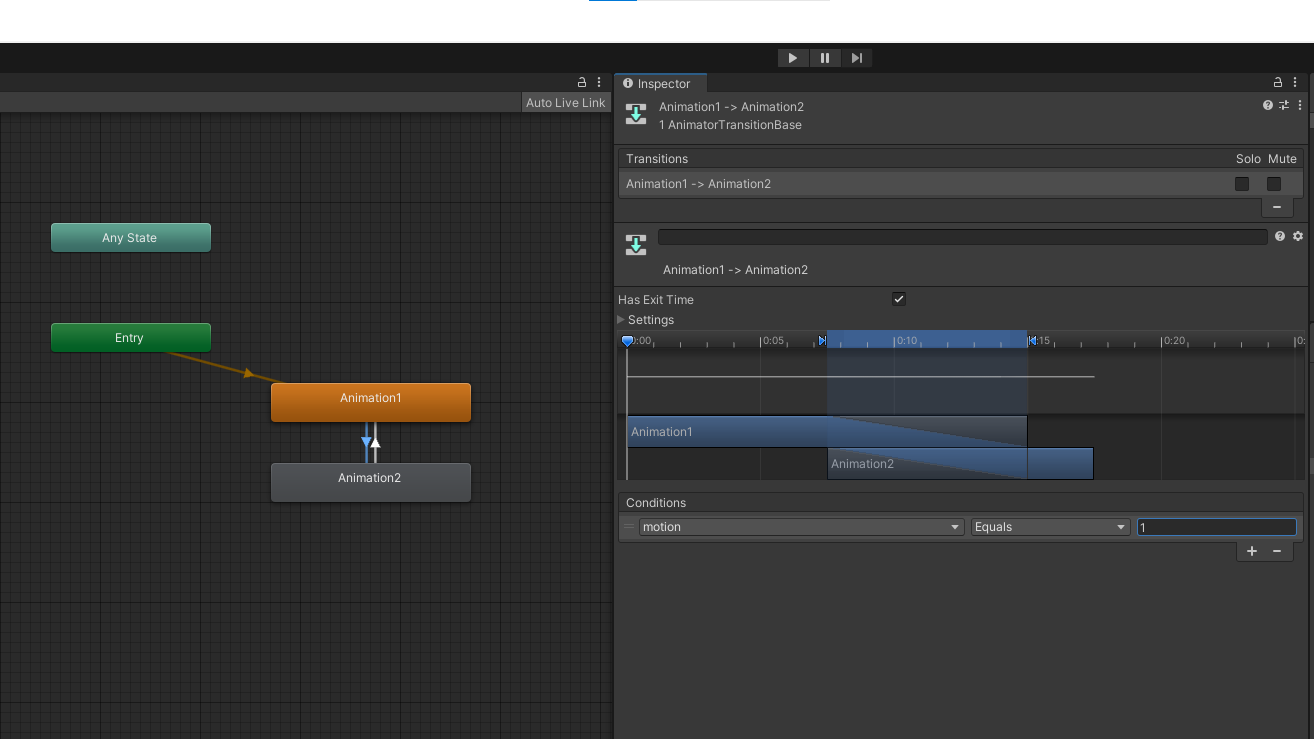 Auto Live Link
Any State
Entry
Animation1
Animation2
Inspector
Animation1 -> Animation2
1 AnimatorTransitionBase
Transitions Solo Mute
Animation1 -> Animation2
Animation1 -> Animation2
Has Exit Time
Settings
0:05 0:10 :15 0:20 0:
Animation1
Animation2
Conditions
motion Equals 1